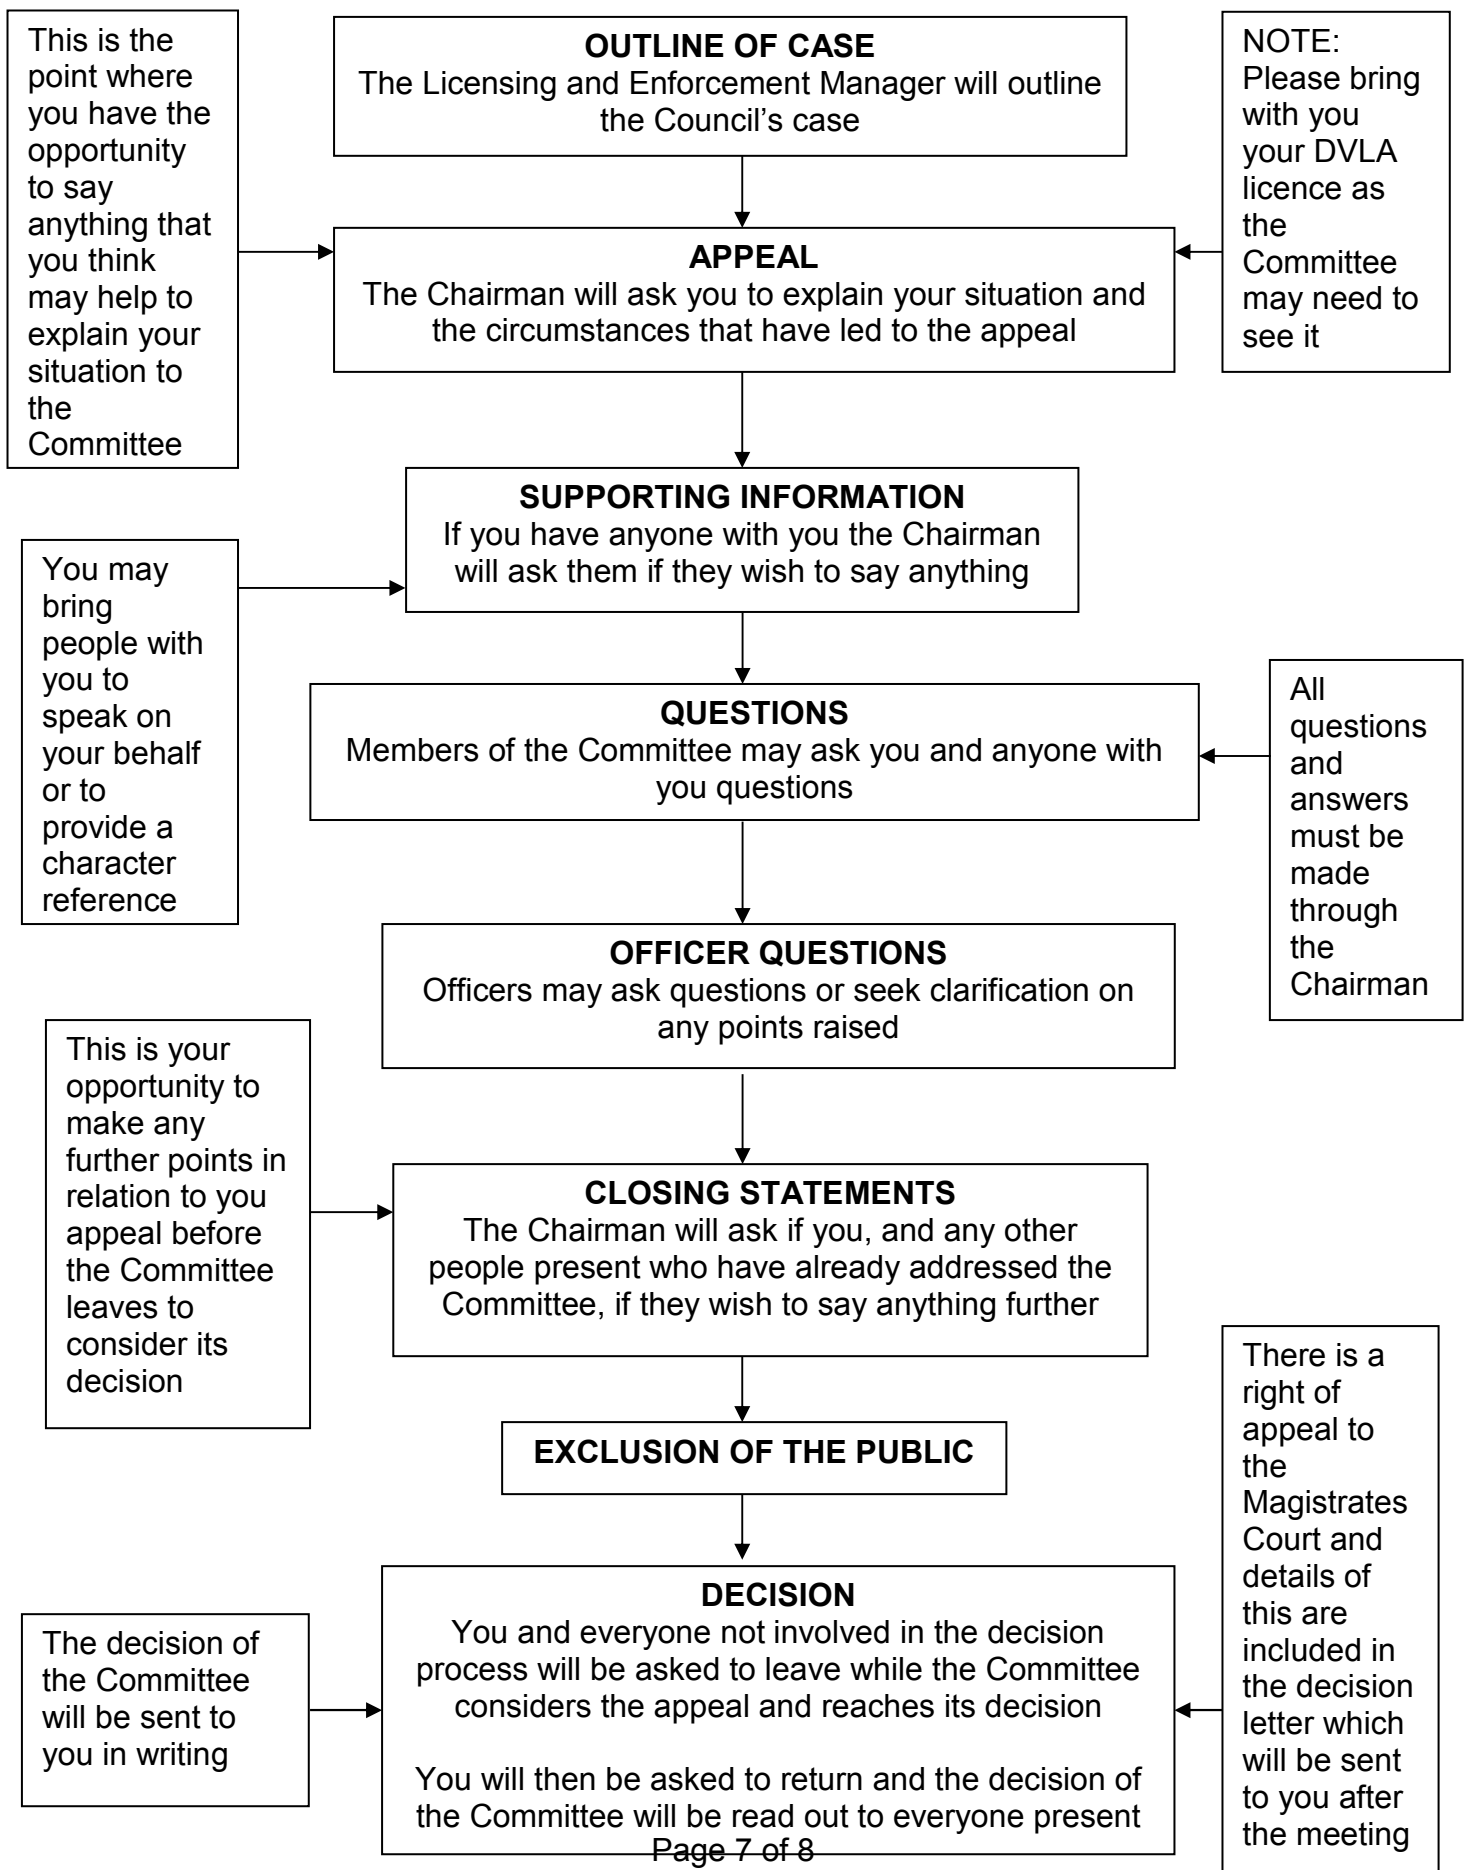 This is the
point where
you have the
opportunity
to say
anything that
you think
may help to
explain your
situation to
the
Committee
OUTLINE OF CASE
The Licensing and Enforcement Manager will outline
the Council's case
NOTE:
Please bring
with you
your DVLA
licence as
the
Committee
may need to
see it
APPEAL
The Chairman will ask you to explain your situation and
the circumstances that have led to the appeal
SUPPORTING INFORMATION
If you have anyone with you the Chairman
will ask them if they wish to say anything
You may
bring
people with
you to
speak on
your behalf
or to
provide a
character
reference
QUESTIONS
Members of the Committee may ask you and anyone with
you questions
All
questions
and
answers
must be
made
through
the
Chairman
OFFICER QUESTIONS
Officers may ask questions or seek clarification on
any points raised
This is your
opportunity to
make any
further points in
relation to you
appeal before
the Committee
leaves to
consider its
decision
CLOSING STATEMENTS
The Chairman will ask if you, and any other
people present who have already addressed the
Committee, if they wish to say anything further
EXCLUSION OF THE PUBLIC
There is a
right of
appeal to
the
Magistrates
Court and
details of
this are
included in
the decision
letter which
will be sent
to you after
the meeting
The decision of
the Committee
will be sent to
you in writing
DECISION
You and everyone not involved in the decision
process will be asked to leave while the Committee
considers the appeal and reaches its decision
You will then be asked to return and the decision of
the Committee will be read out to everyone present
Page 7 of 8